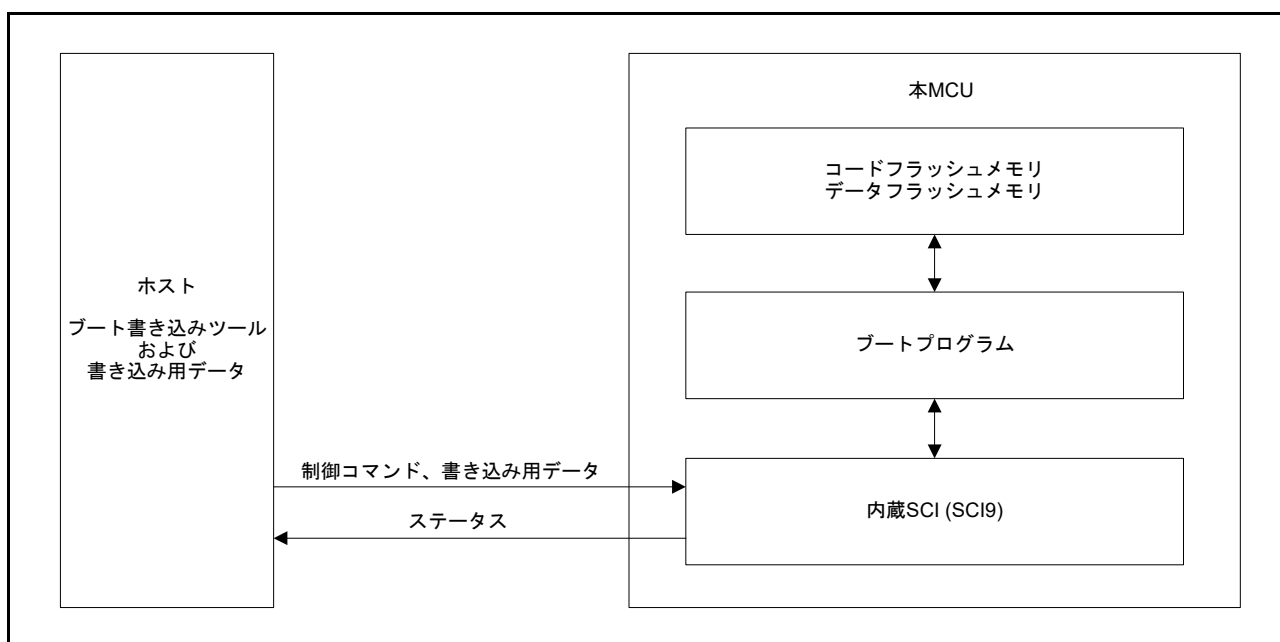 ホスト
ブート書き込みツール
および
書き込み用データ
制御コマンド、書き込み用データ
ステータス
本MCU
コードフラッシュメモリ
データフラッシュメモリ
ブートプログラム
内蔵SCI (SCI9)